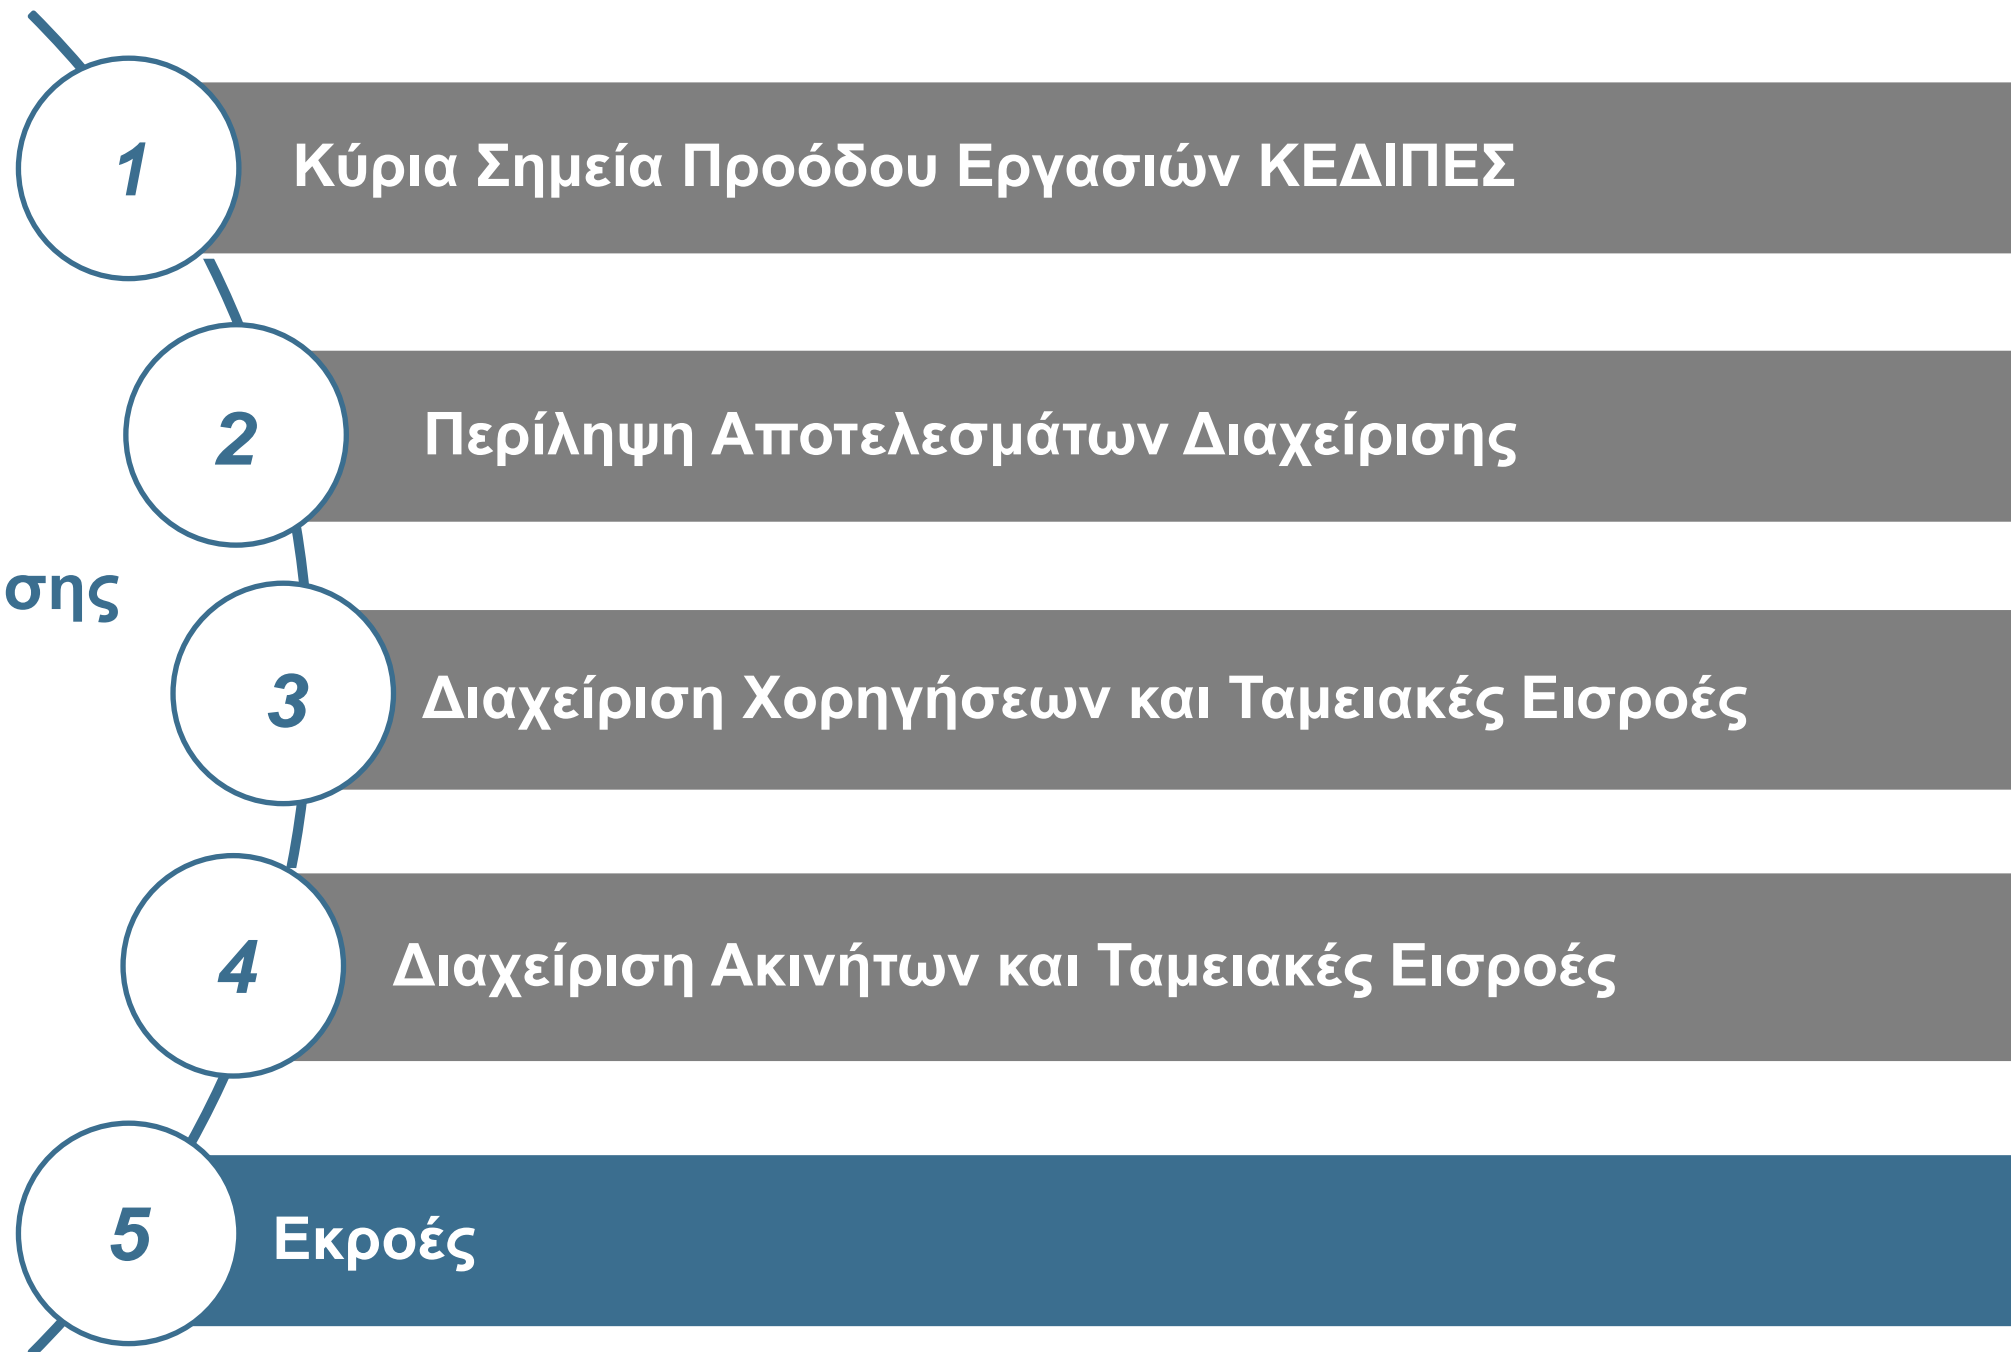 1
Κύρια Σημεία Προόδου Εργασιών ΚΕΔΙΠΕΣ
2
Περίληψη Αποτελεσμάτων Διαχείρισης
σης
3
Διαχείριση Χορηγήσεων και Ταμειακές Εισροές
4
Διαχείριση Ακινήτων και Ταμειακές Εισροές
5
Εκροές